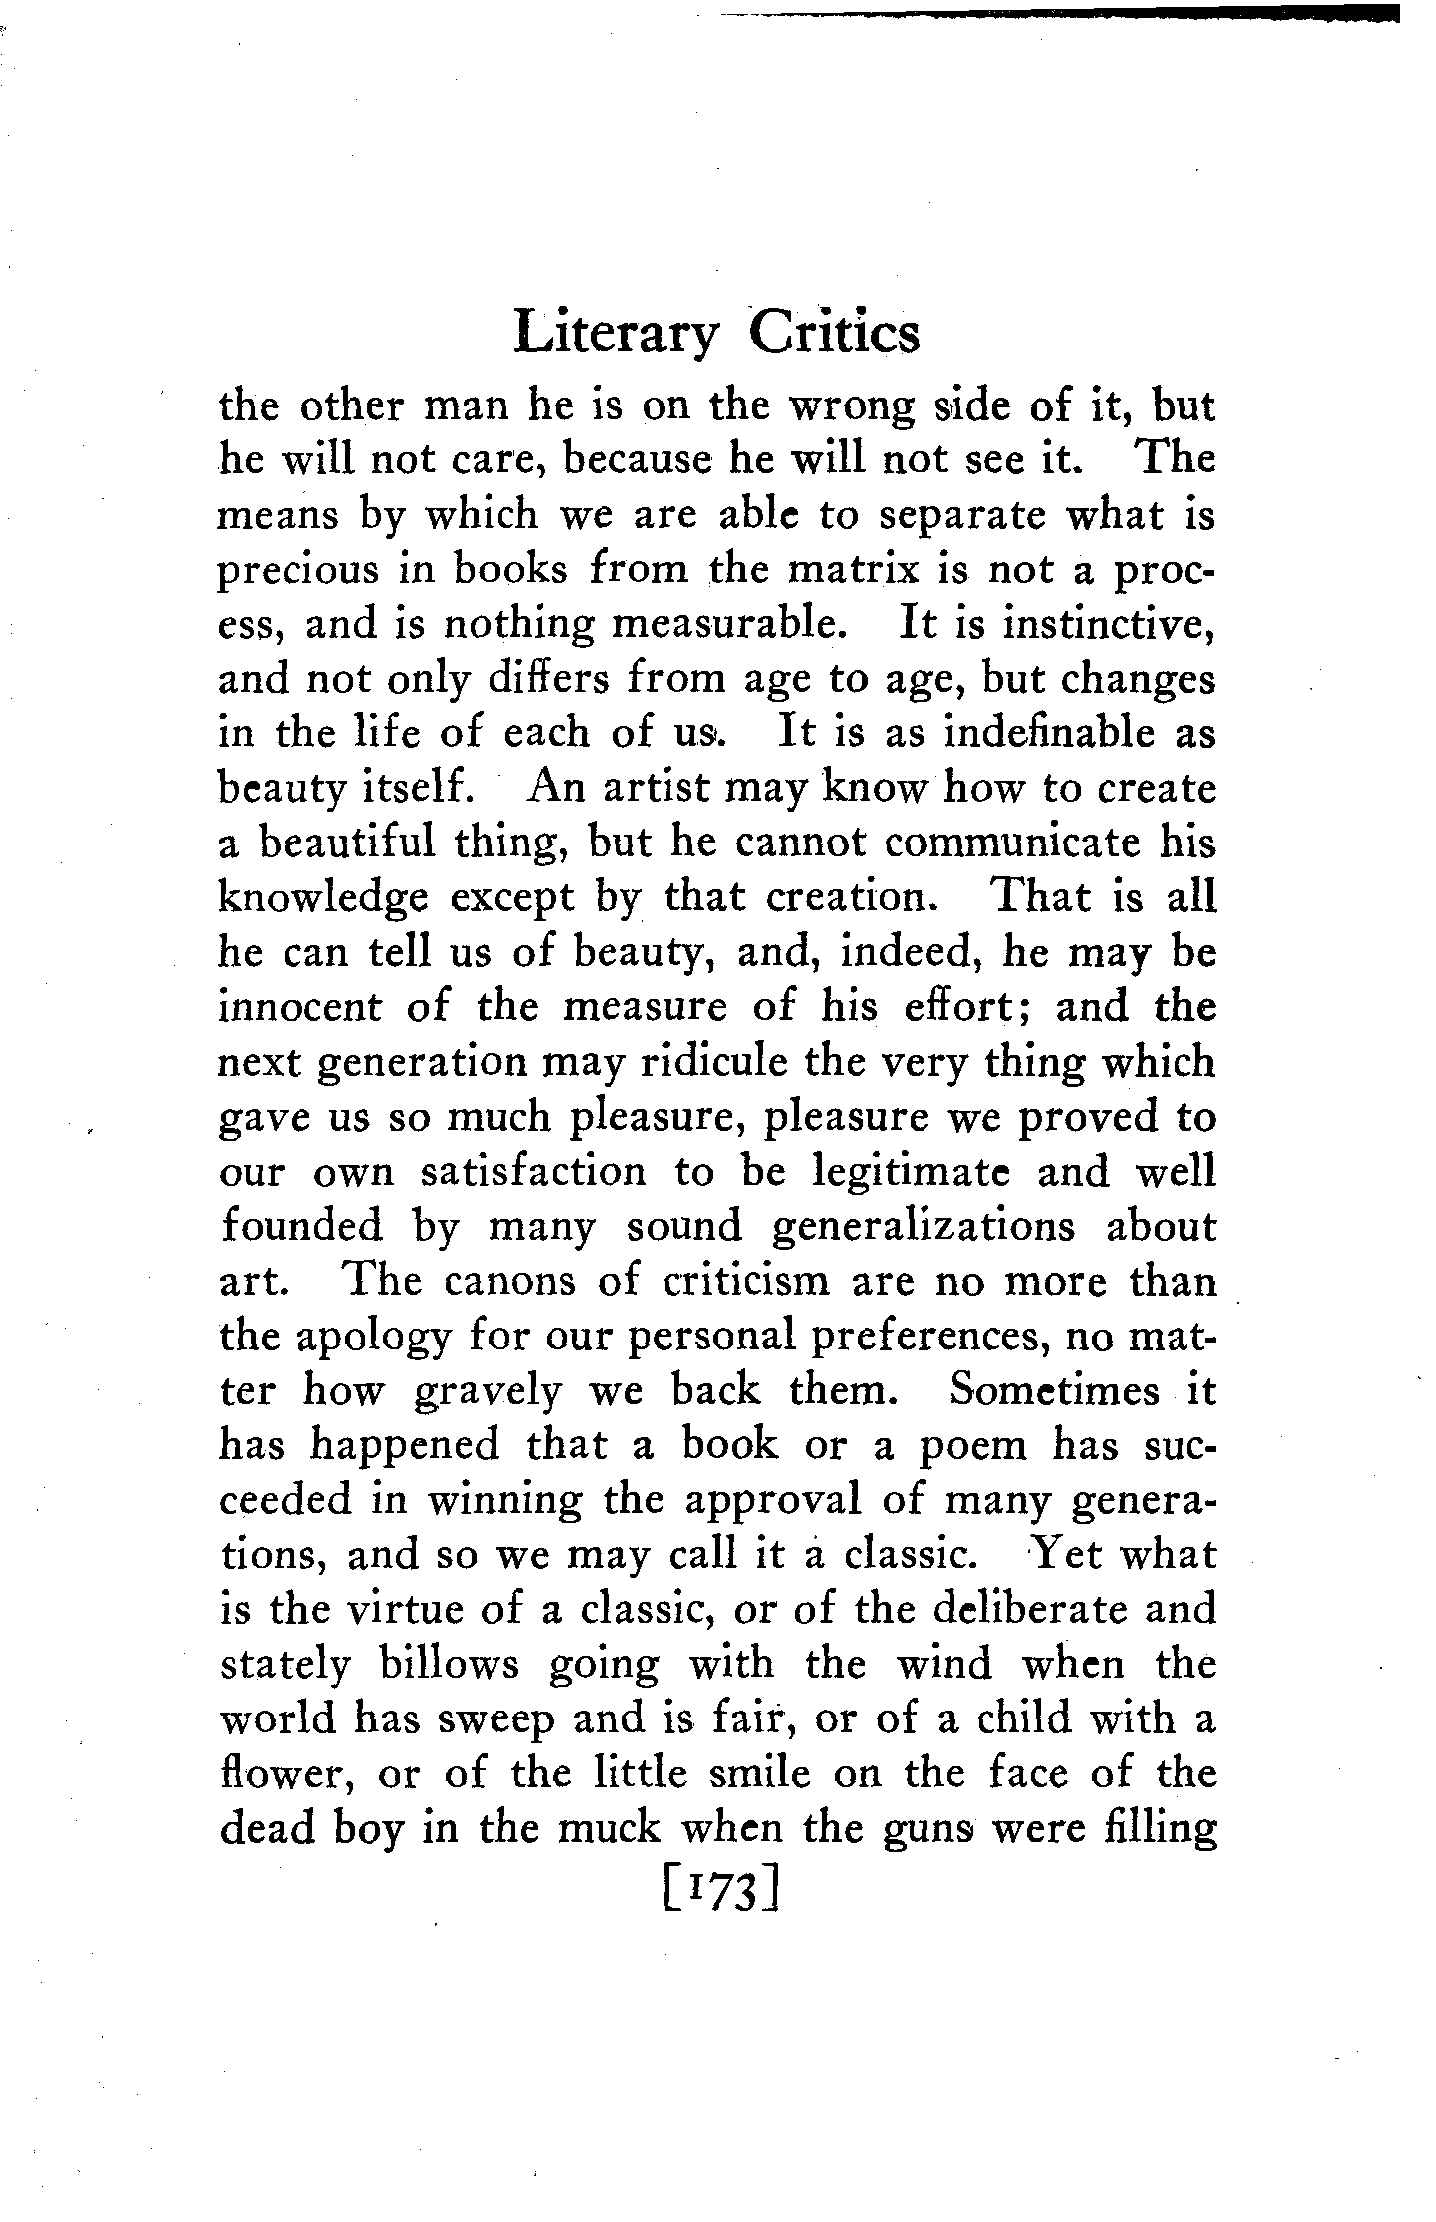 Literary Critics
the other man he is on the wrong side of it, but
he will not care, because he will not see it. The
means by which we are able to separate what is
precious in books from the matrix is not a proc-
ess, and is nothing measurable. It is instinctive,
and not only differs from age to age, but changes
in the life of each of us. It is as indefinable as
beauty itself. An artist may know how to create
a beautiful thing, but he cannot communicate his
knowledge except by that creation. That is all
he can tell us of beauty, and, indeed, he may be
innocent of the measure of his effort; and the
next generation may ridicule the very thing which
gave us so much pleasure, pleasure we proved to
our own satisfaction to be legitimate and well
founded by many sound generalizations about
art. The canons of criticism are no more than
the apology for our personal preferences, no mat-
ter how gravely we back them. Sometimes it
has happened that a book or a poem has suc-
ceeded in winning the approval of many genera-
tions, and so we may call it a classic. Yet what
is the virtue of a classic, or of the deliberate and
stately billows going with the wind when the
world has sweep and is fair, or of a child with a
flower, or of the little smile on the face of the
dead boy in the muck when the guns were filling
[173]